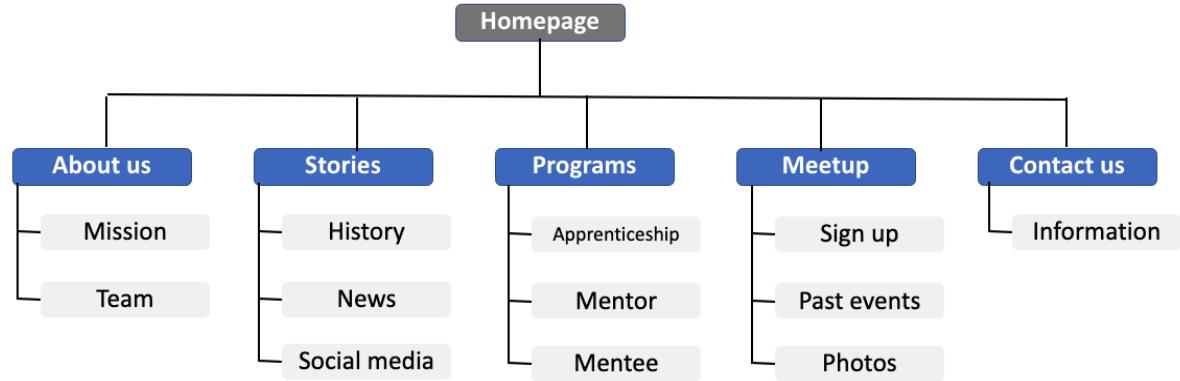 Homepage
About us
Mission
Team
Stories
History
News
Social media
Programs
Apprenticeship
Mentor
Mentee
Meetup
Sign up
Past events
Photos
Contact us
Information